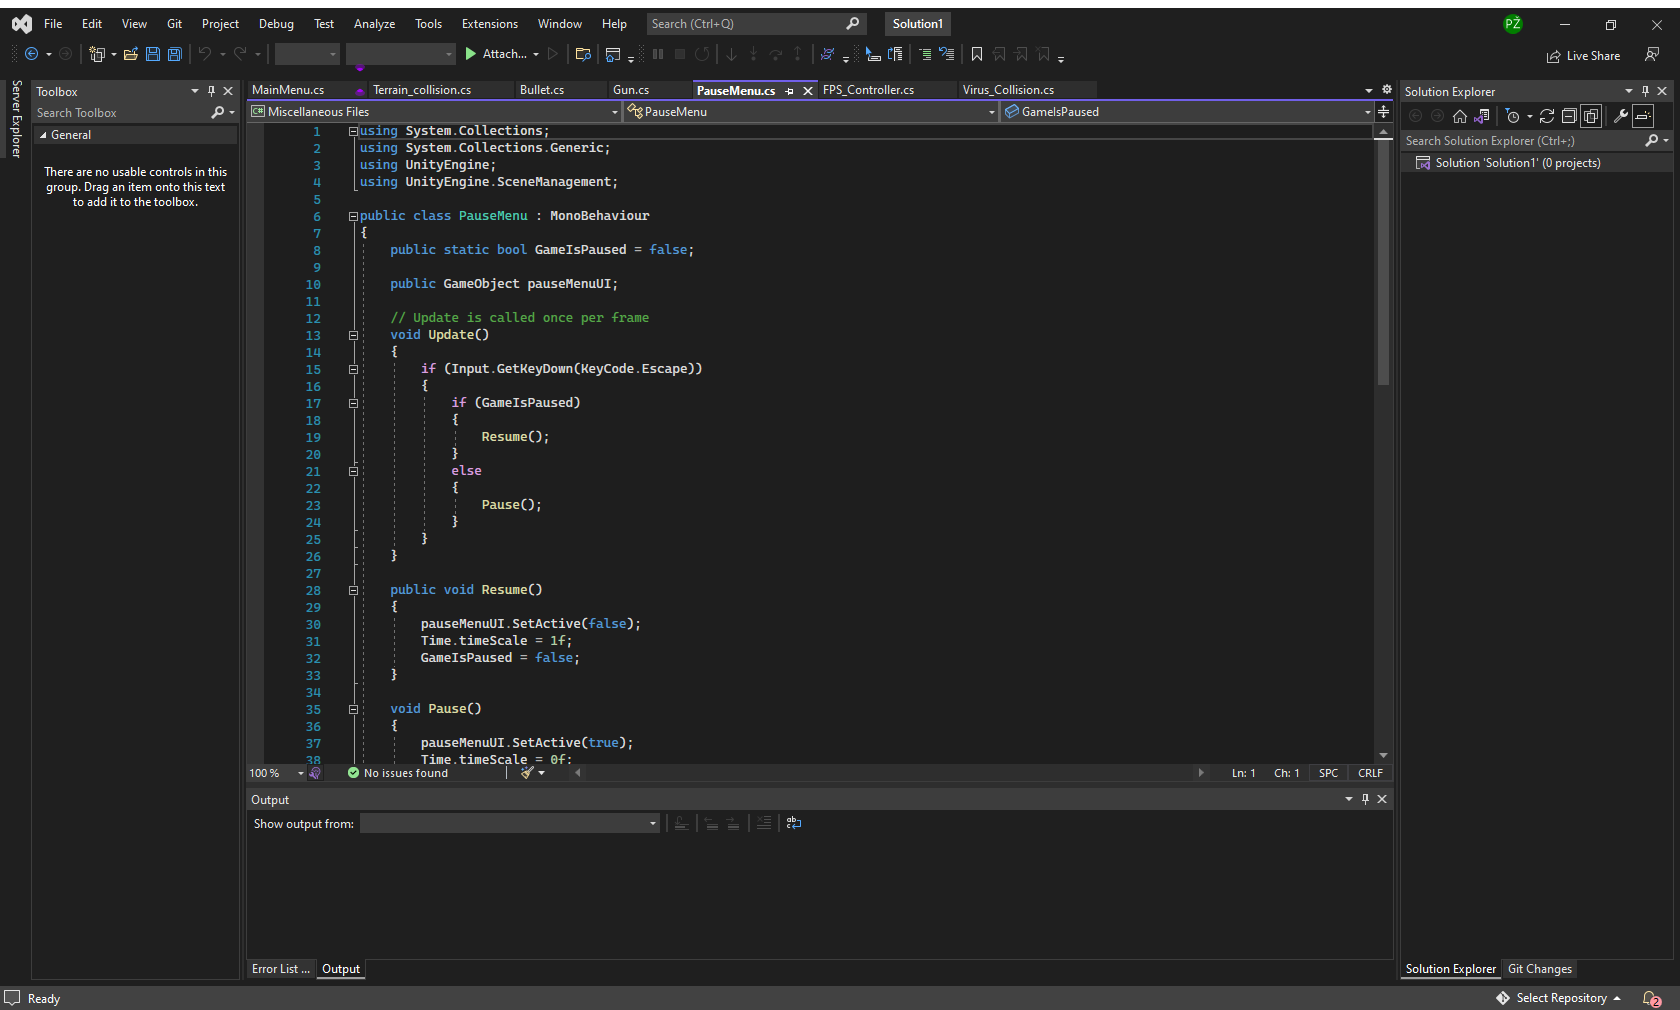 File Edit View Git Project Debug Test Analyze Tools Extensions Window Help Search (Ctrl+Q) Solution1 PŽ
Attach... Live Share
Server Explorer
Toolbox
Search Toolbox
General
There are no usable controls in this
group. Drag an item onto this text
to add it to the toolbox.
MainMenu.cs Terrain_collision.cs Bullet.cs Gun.cs PauseMenu.cs FPS_Controller.cs Virus_Collision.cs
C# Miscellaneous Files PauseMenu GameIsPaused
1 using System.Collections;
2 using System.Collections.Generic;
3 using UnityEngine;
4 using UnityEngine.SceneManagement;
5
6 public class PauseMenu : MonoBehaviour
7 {
8 public static bool GameIsPaused = false;
9
10 public GameObject pauseMenuUI;
11
12 // Update is called once per frame
13 void Update()
14 {
15 if (Input.GetKeyDown(KeyCode.Escape))
16 {
17 if (GameIsPaused)
18 {
19 Resume();
20 }
21 else
22 {
23 Pause();
24 }
25 }
26 }
27
28 public void Resume()
29 {
30 pauseMenuUI.SetActive(false);
31 Time.timeScale = 1f;
32 GameIsPaused = false;
33 }
34
35 void Pause()
36 {
37 pauseMenuUI.SetActive(true);
38 Time.timeScale = 0f;
100 % No issues found Ln: 1 Ch: 1 SPC CRLF
Output
Show output from:
Error List ... Output
Solution Explorer
Search Solution Explorer (Ctrl+;)
Solution 'Solution1' (0 projects)
Solution Explorer Git Changes
Ready Select Repository 2